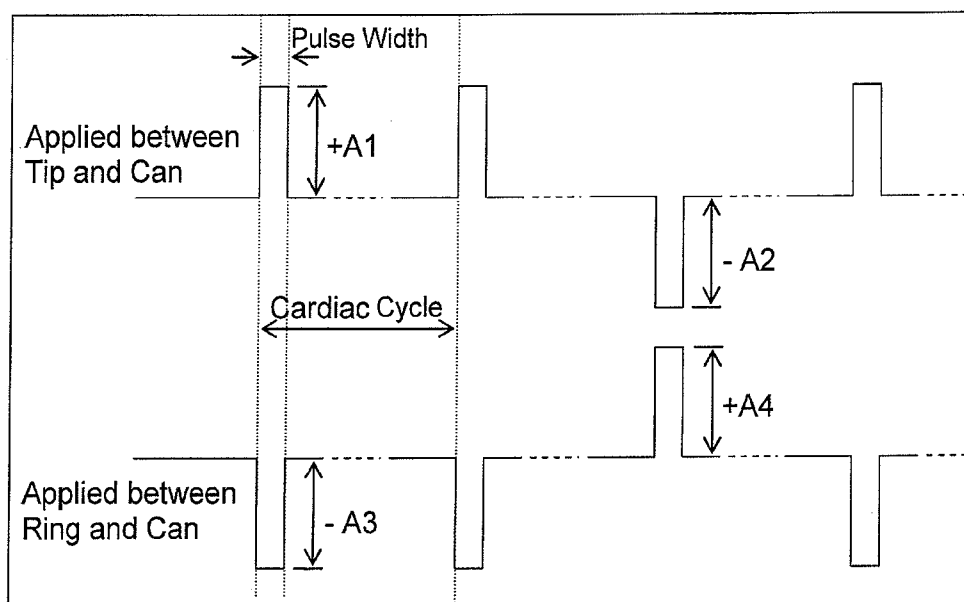 Pulse Width
Applied between
Tip and Can
+A1
- A2
Cardiac Cycle
+A4
Applied between
Ring and Can
- A3